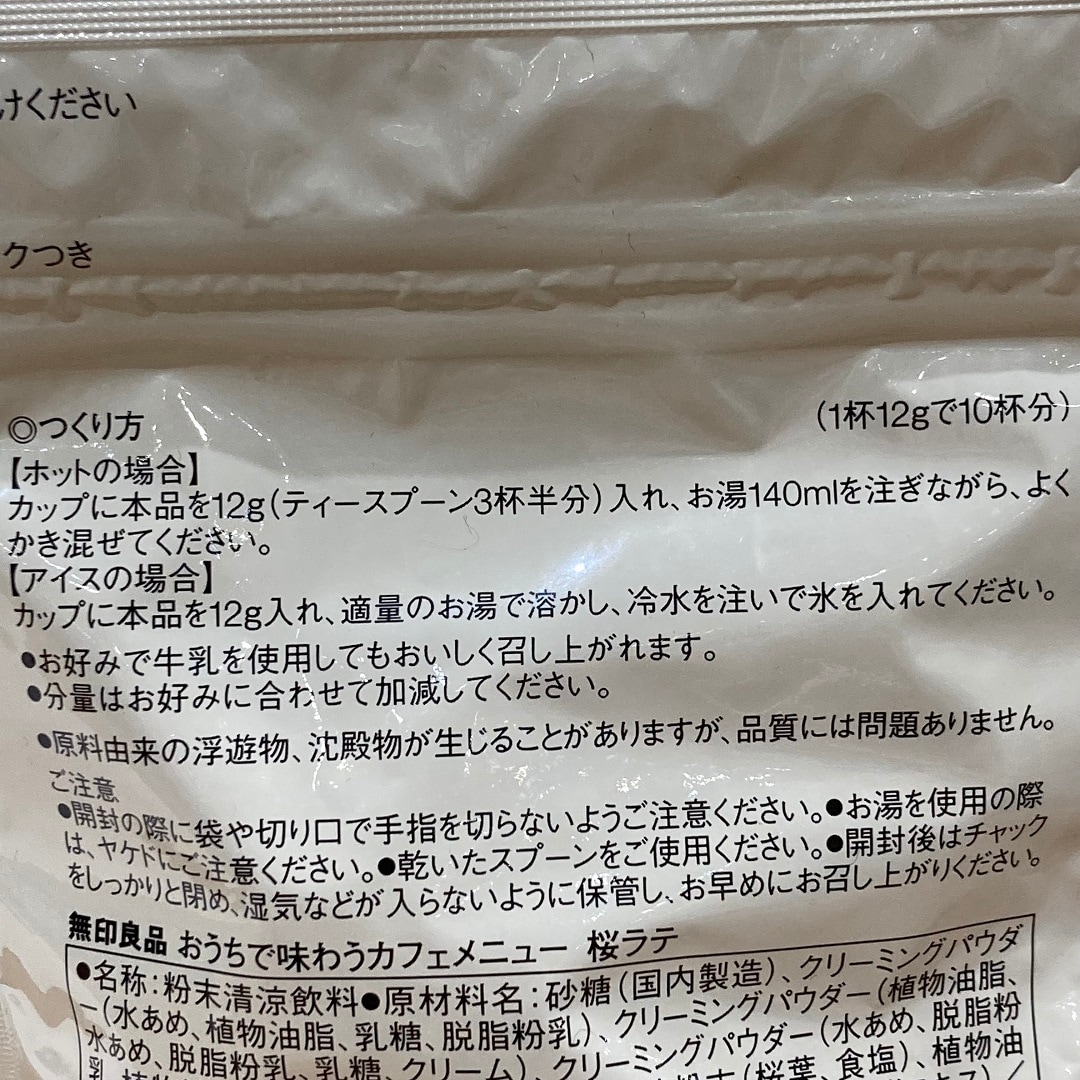 けください
クつき
◎つくり方
(1杯12gで10杯分)
【ホットの場合】
カップに本品を12g(ティースプーン3杯半分)入れ、お湯140mlを注ぎながら、よく
かき混ぜてください。
【アイスの場合】
カップに本品を12g入れ、適量のお湯で溶かし、冷水を注いで氷を入れてください。
●お好みで牛乳を使用してもおいしく召し上がれます。
●分量はお好みに合わせて加減してください。
●原料由来の浮遊物、沈殿物が生じることがありますが、品質には問題ありません。
ご注意
●開封の際に袋や切り口で手指を切らないようご注意ください。●お湯を使用の際
は、ヤケドにご注意ください。●乾いたスプーンをご使用ください。●開封後はチャック
をしっかりと閉め、湿気などが入らないように保管し、お早めにお召し上がりください。
無印良品 おうちで味わうカフェメニュー 桜ラテ
●名称:粉末清涼飲料●原材料名:砂糖(国内製造)、クリーミングパウダ
ー(水あめ、植物油脂、乳糖、脱脂粉乳)、クリーミングパウダー(植物油脂、
水あめ、脱脂粉乳、乳糖、クリーム)、クリーミングパウダー(水あめ、脱脂粉
(桜葉、食塩)、植物油